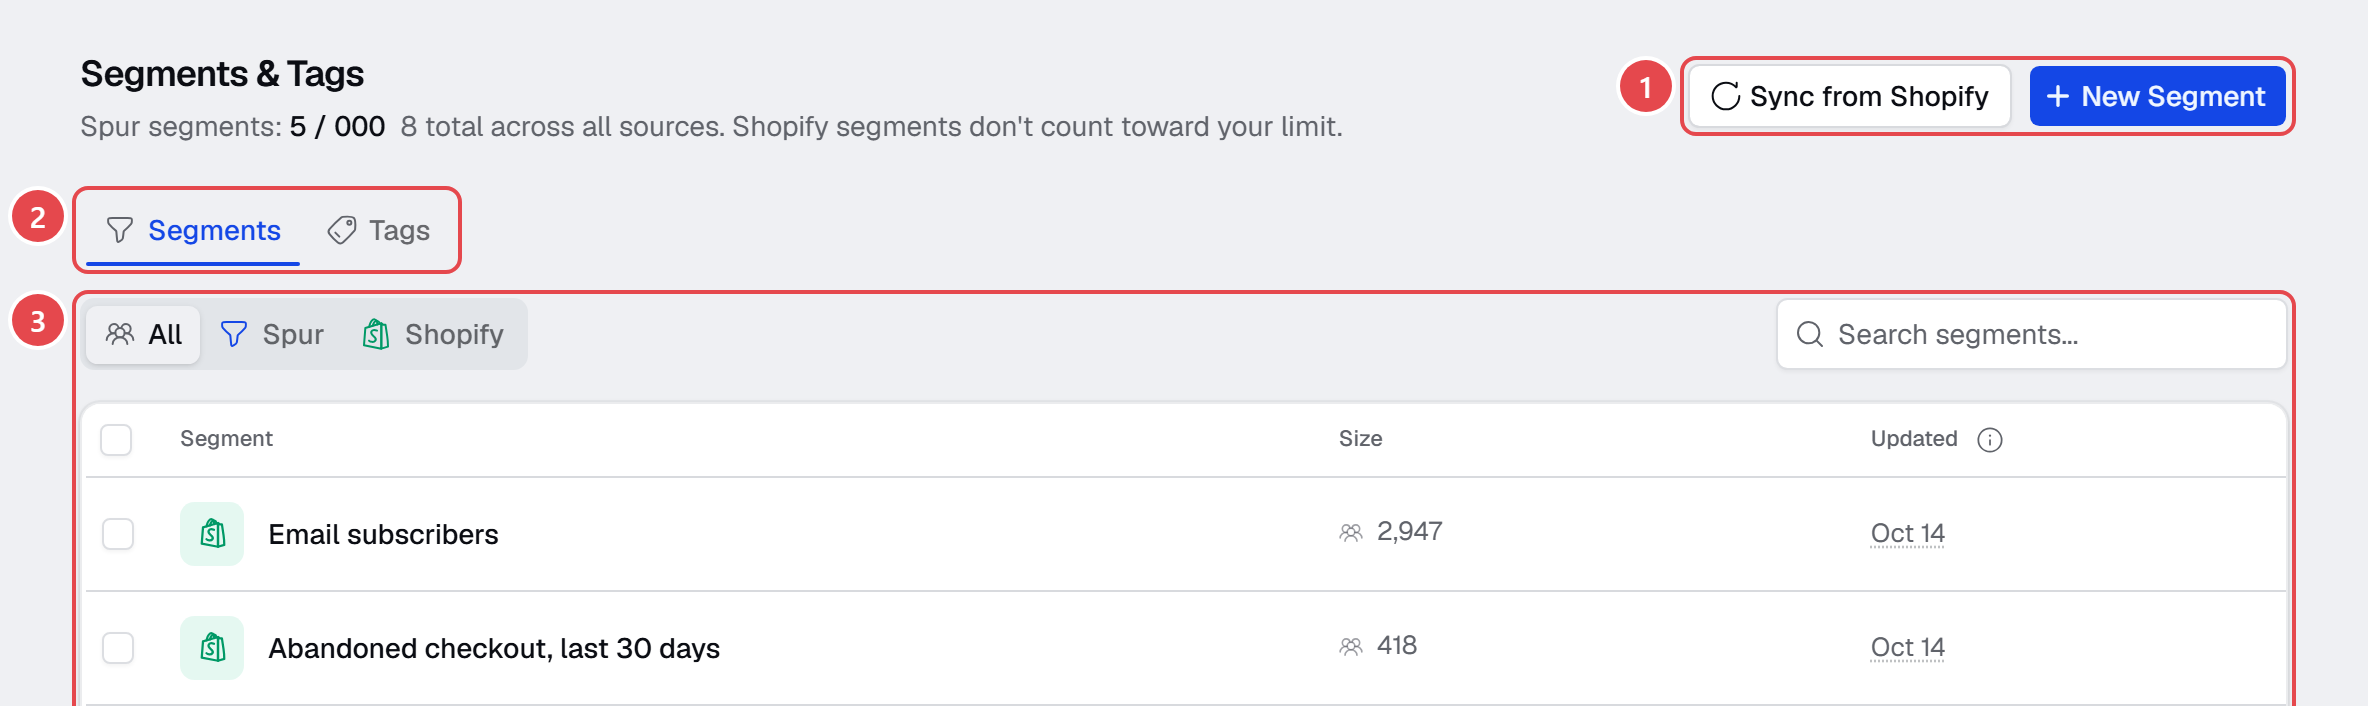 Segments & Tags
Spur segments: 5 / 000 8 total across all sources. Shopify segments don't count toward your limit.
1
Sync from Shopify
+ New Segment
2
Segments
Tags
3
All
Spur
Shopify
Search segments...
Segment
Size
Updated
Email subscribers
2,947
Oct 14
Abandoned checkout, last 30 days
418
Oct 14